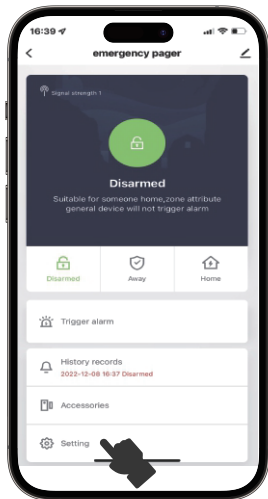 16:39
emergency pager
Signal strength 1
Disarmed
Suitable for someone home,zone attribute
general device will not trigger alarm
Disarmed
Away
Home
Trigger alarm
History records
2022-12-08 16:37 Disarmed
Accessories
Setting